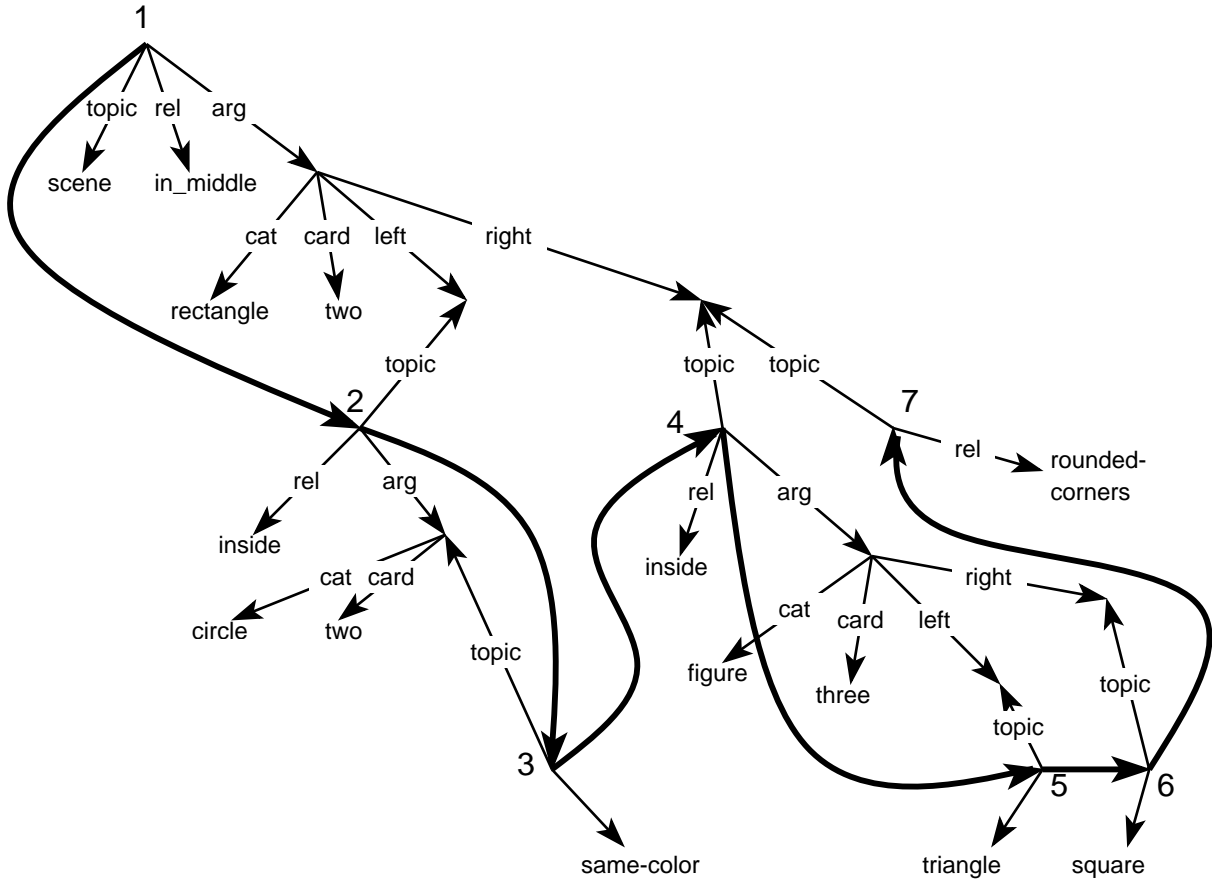 1
topic rel arg
scene in_middle
cat card left right
rectangle two
topic topic topic
2 4 7
rel
rounded-
corners
rel arg rel arg
inside inside
cat card right
circle two
cat card left
topic
figure three
topic
topic
3 5 6
same-color triangle square